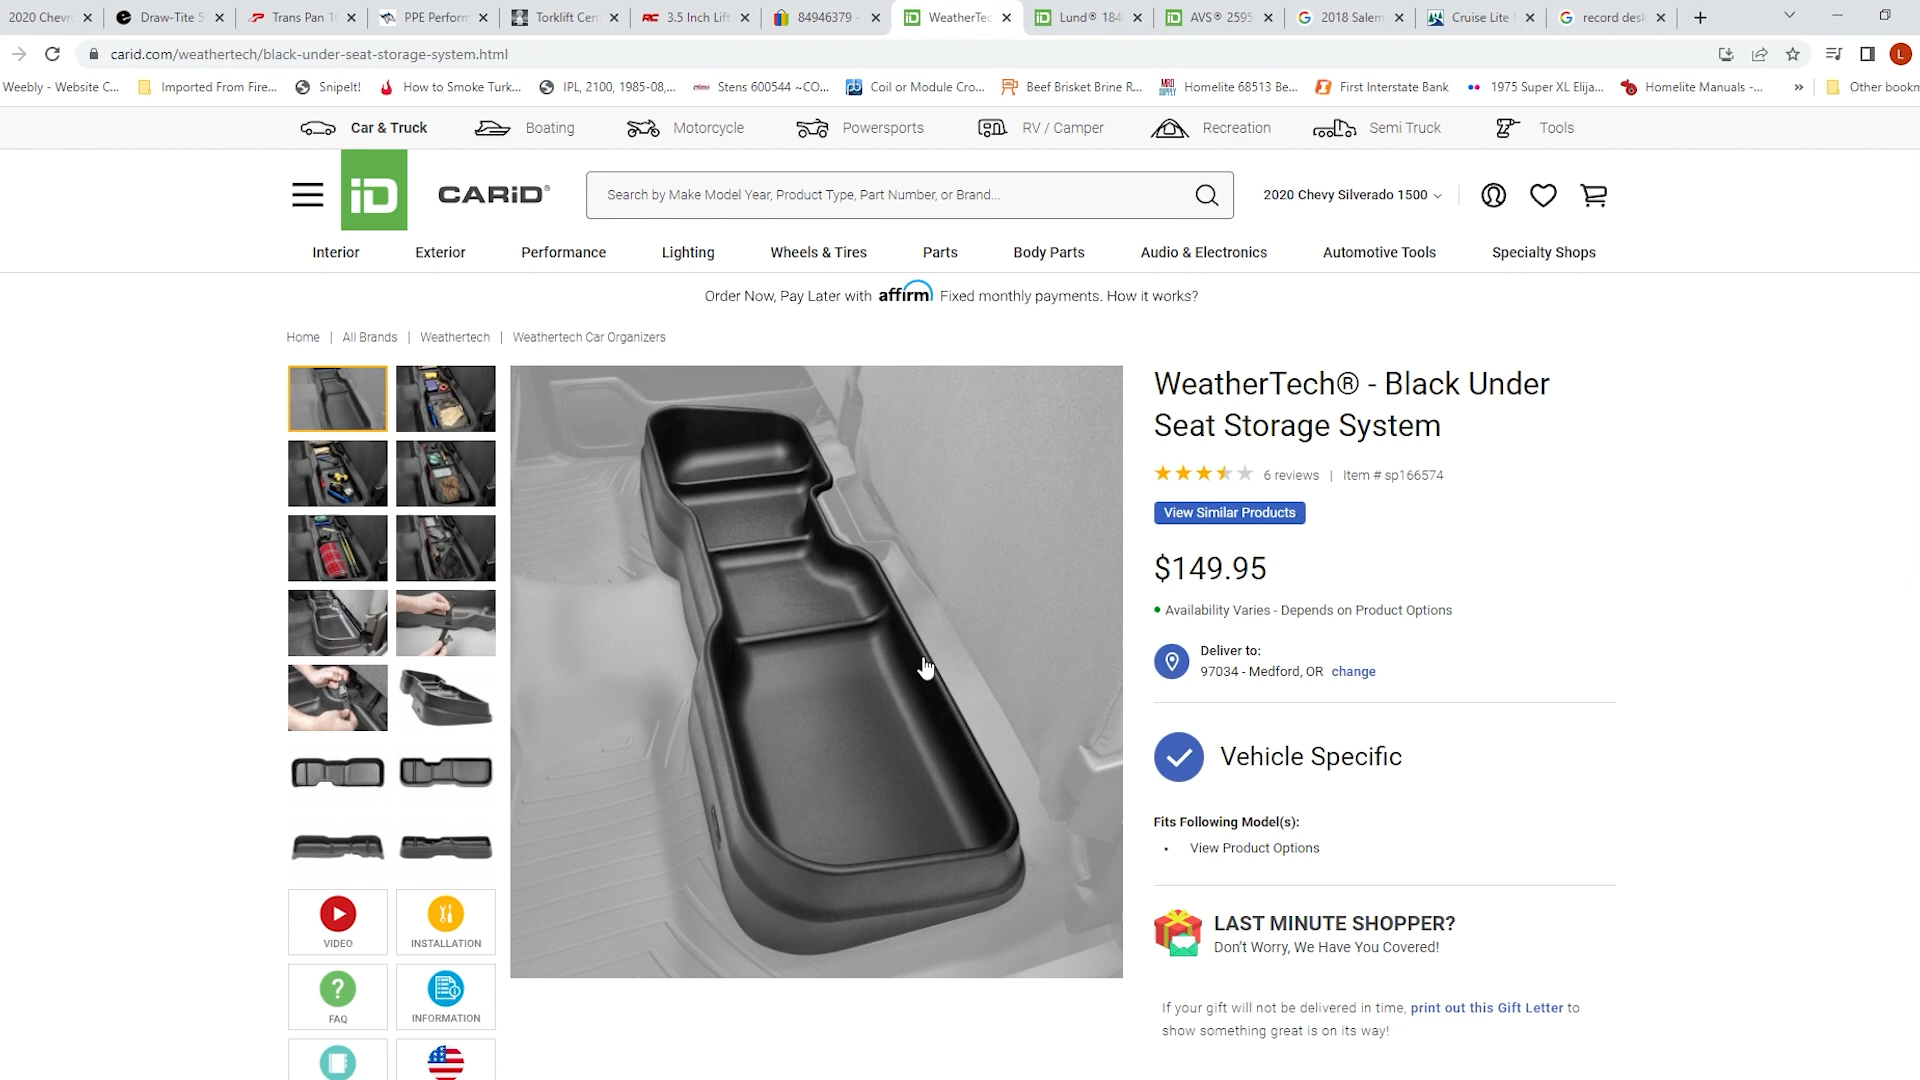 2020 Chevro
Draw-Tite 5
Trans Pan 1
PPE Perform
Torklift Cen
RC 3.5 Inch Lift
84946379 -
WeatherTec
Lund® 184
AVS® 2595
2018 Salem
Cruise Lite
record desk
carid.com/weathertech/black-under-seat-storage-system.html
L
Weebly - Website C...
Imported From Fire...
SnipeIt!
How to Smoke Turk...
IPL, 2100, 1985-08,...
Stens 600544 ~CO...
Coil or Module Cro...
Beef Brisket Brine R...
Homelite 68513 Be...
First Interstate Bank
1975 Super XL Elija...
Homelite Manuals -...
»
Other bookm
Car & Truck
Boating
Motorcycle
Powersports
RV / Camper
Recreation
Semi Truck
Tools
iD
CARiD®
Search by Make Model Year, Product Type, Part Number, or Brand...
2020 Chevy Silverado 1500
Interior
Exterior
Performance
Lighting
Wheels & Tires
Parts
Body Parts
Audio & Electronics
Automotive Tools
Specialty Shops
Order Now, Pay Later with affirm Fixed monthly payments. How it works?
Home | All Brands | Weathertech | Weathertech Car Organizers
WeatherTech® - Black Under
Seat Storage System
6 reviews | Item # sp166574
View Similar Products
$149.95
Availability Varies - Depends on Product Options
Deliver to:
97034 - Medford, OR change
Vehicle Specific
Fits Following Model(s):
• View Product Options
LAST MINUTE SHOPPER?
Don't Worry, We Have You Covered!
If your gift will not be delivered in time, print out this Gift Letter to
show something great is on its way!
VIDEO
INSTALLATION
FAQ
INFORMATION